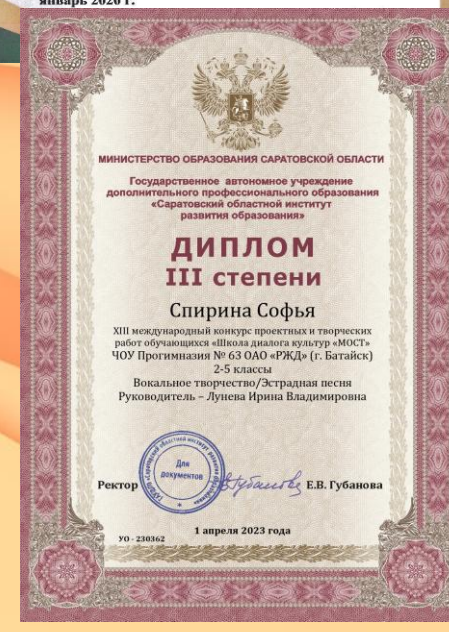 январь 2020 г.
МИНИСТЕРСТВО ОБРАЗОВАНИЯ САРАТОВСКОЙ ОБЛАСТИ
Государственное автономное учреждение
дополнительного профессионального образования
«Саратовский областной институт
развития образования»
ДИПЛОМ
III степени
Спирина Софья
XIII международный конкурс проектных и творческих
работ обучающихся «Школа диалога культур «МОСТ»
ЧОУ Прогимназия № 63 ОАО «РЖД» (г. Батайск)
2-5 классы
Вокальное творчество/Эстрадная песня
Руководитель – Лунева Ирина Владимировна
Для
документов
Ректор
Е.В. Губанова
1 апреля 2023 года
УО - 230362